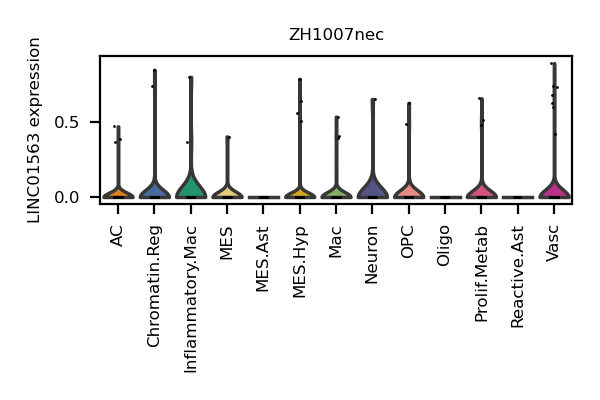 ZH1007nec
LINC01563 expression
0.5
0.0
AC
Chromatin.Reg
Inflammatory.Mac
MES
MES.Ast
MES.Hyp
Mac
Neuron
OPC
Oligo
Prolif.Metab
Reactive.Ast
Vasc